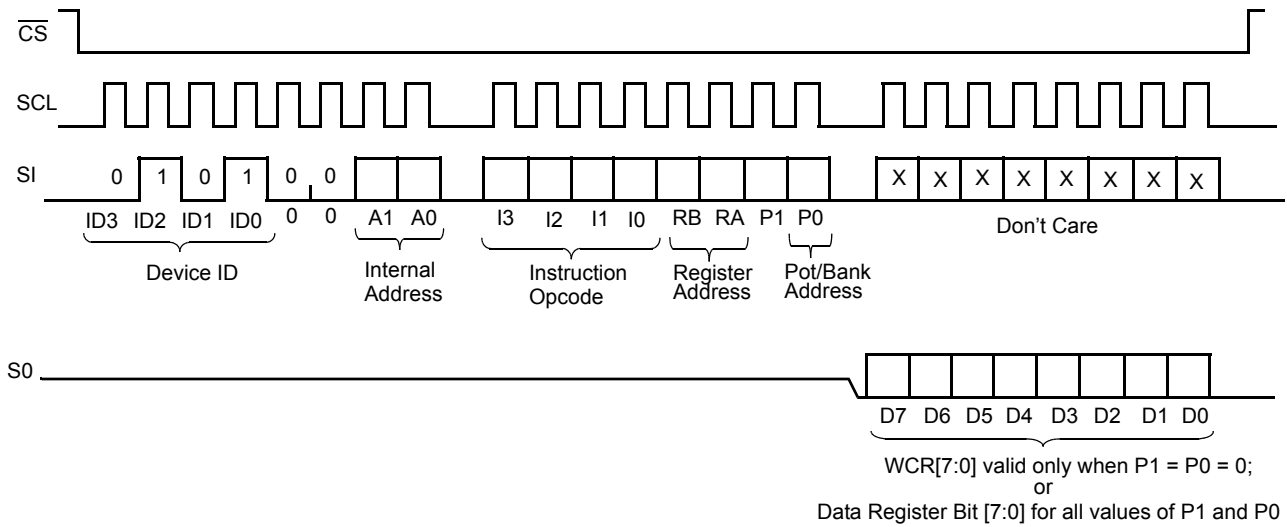 CS
SCL
SI 0 1 0 1 0 0 X X X X X X X X
ID3 ID2 ID1 ID0 0 0 A1 A0 I3 I2 I1 I0 RB RA P1 P0 Don't Care
Device ID Internal Address Instruction Opcode Register Address Pot/Bank Address
S0
D7 D6 D5 D4 D3 D2 D1 D0
WCR[7:0] valid only when P1 = P0 = 0;
or
Data Register Bit [7:0] for all values of P1 and P0